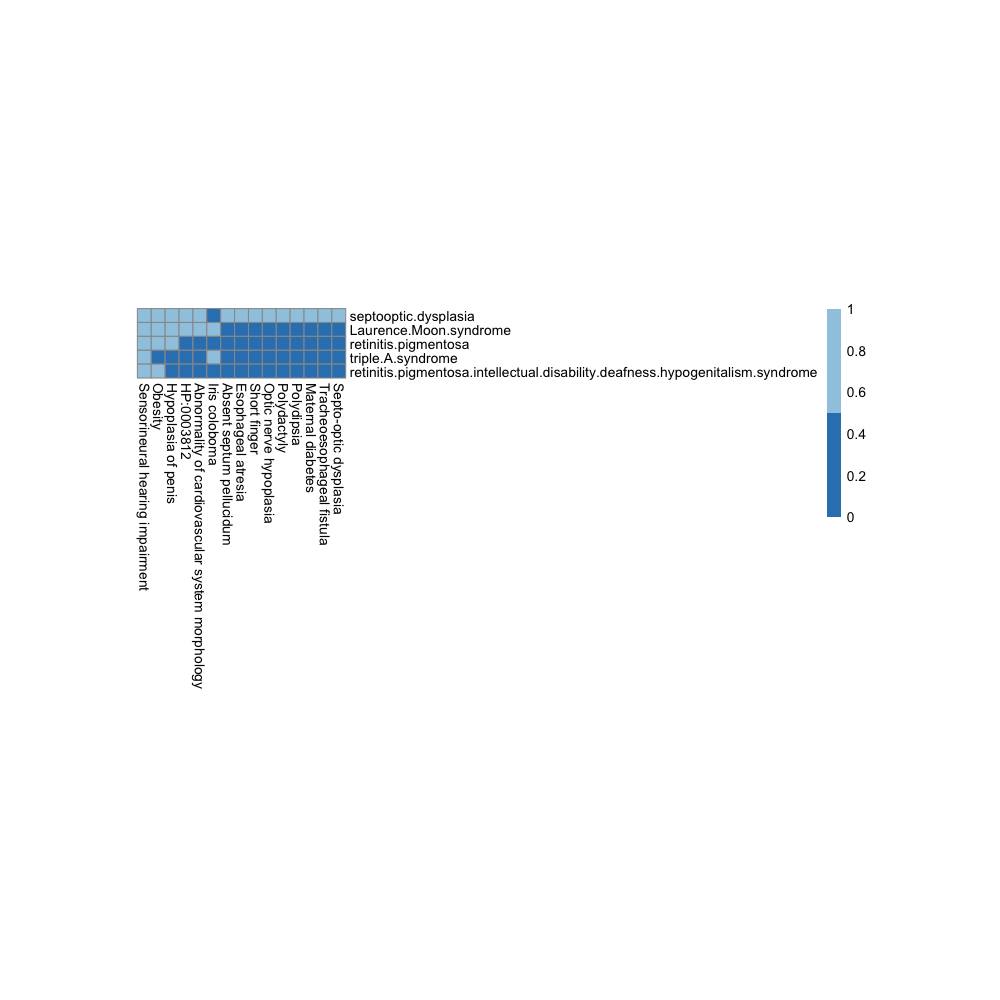 septooptic.dysplasia
Laurence.Moon.syndrome
retinitis.pigmentosa
triple.A.syndrome
retinitis.pigmentosa.intellectual.disability.deafness.hypogenitalism.syndrome
Sensorineural hearing impairment
Obesity
Hypoplasia of penis
HP:0003812
Abnormality of cardiovascular system morphology
Iris coloboma
Absent septum pellucidum
Esophageal atresia
Short finger
Optic nerve hypoplasia
Polydactyly
Polydipsia
Maternal diabetes
Tracheoesophageal fistula
Septo-optic dysplasia
1
0.8
0.6
0.4
0.2
0